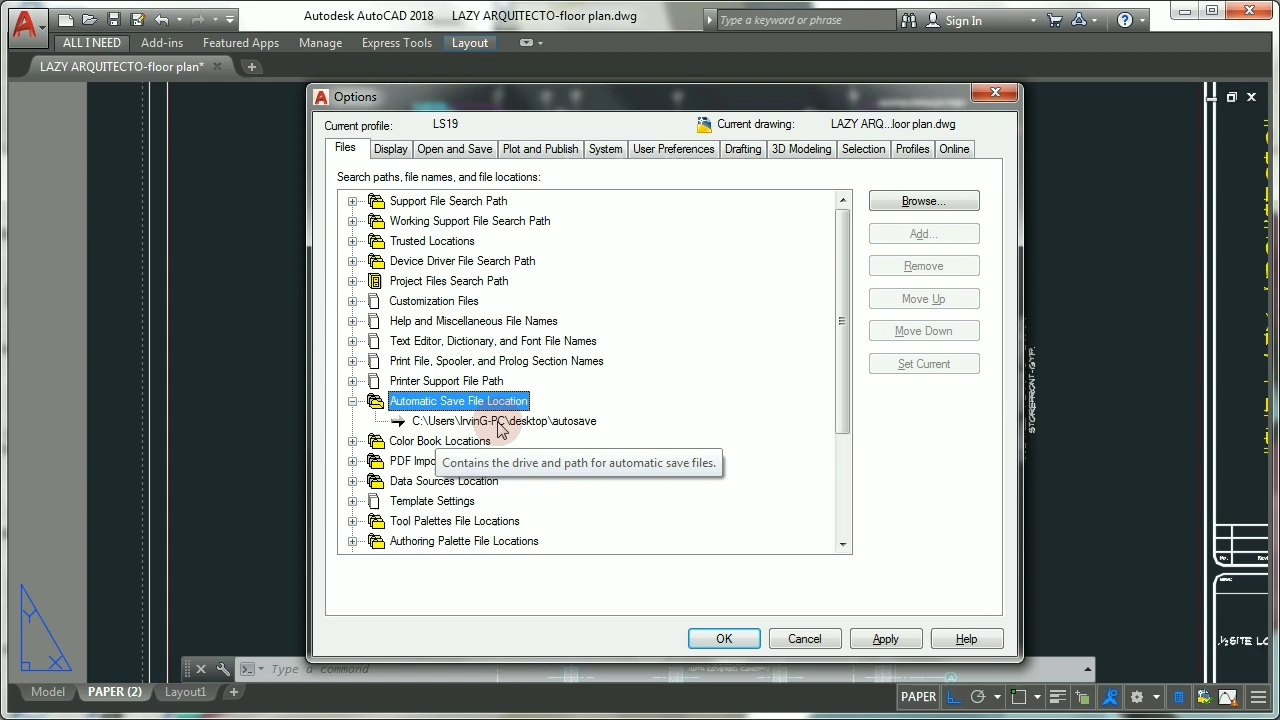 Autodesk AutoCAD 2018 LAZY ARQUITECTO-floor plan.dwg
Type a keyword or phrase
Sign In
ALL I NEED Add-ins Featured Apps Manage Express Tools Layout
LAZY ARQUITECTO-floor plan*
Options
Current profile: LS19 Current drawing: LAZY ARQ...loor plan.dwg
Files Display Open and Save Plot and Publish System User Preferences Drafting 3D Modeling Selection Profiles Online
Search paths, file names, and file locations:
Support File Search Path
Working Support File Search Path
Trusted Locations
Device Driver File Search Path
Project Files Search Path
Customization Files
Help and Miscellaneous File Names
Text Editor, Dictionary, and Font File Names
Print File, Spooler, and Prolog Section Names
Printer Support File Path
Automatic Save File Location
C:\Users\IrvinG-PC\desktop\autosave
Color Book Locations
PDF Impo
Contains the drive and path for automatic save files.
Data Sources Location
Template Settings
Tool Palettes File Locations
Authoring Palette File Locations
Browse...
Add...
Remove
Move Up
Move Down
Set Current
OK Cancel Apply Help
STOREFRONT-GTP.
No.
Y
X
Type a command
Model PAPER (2) Layout1
PAPER